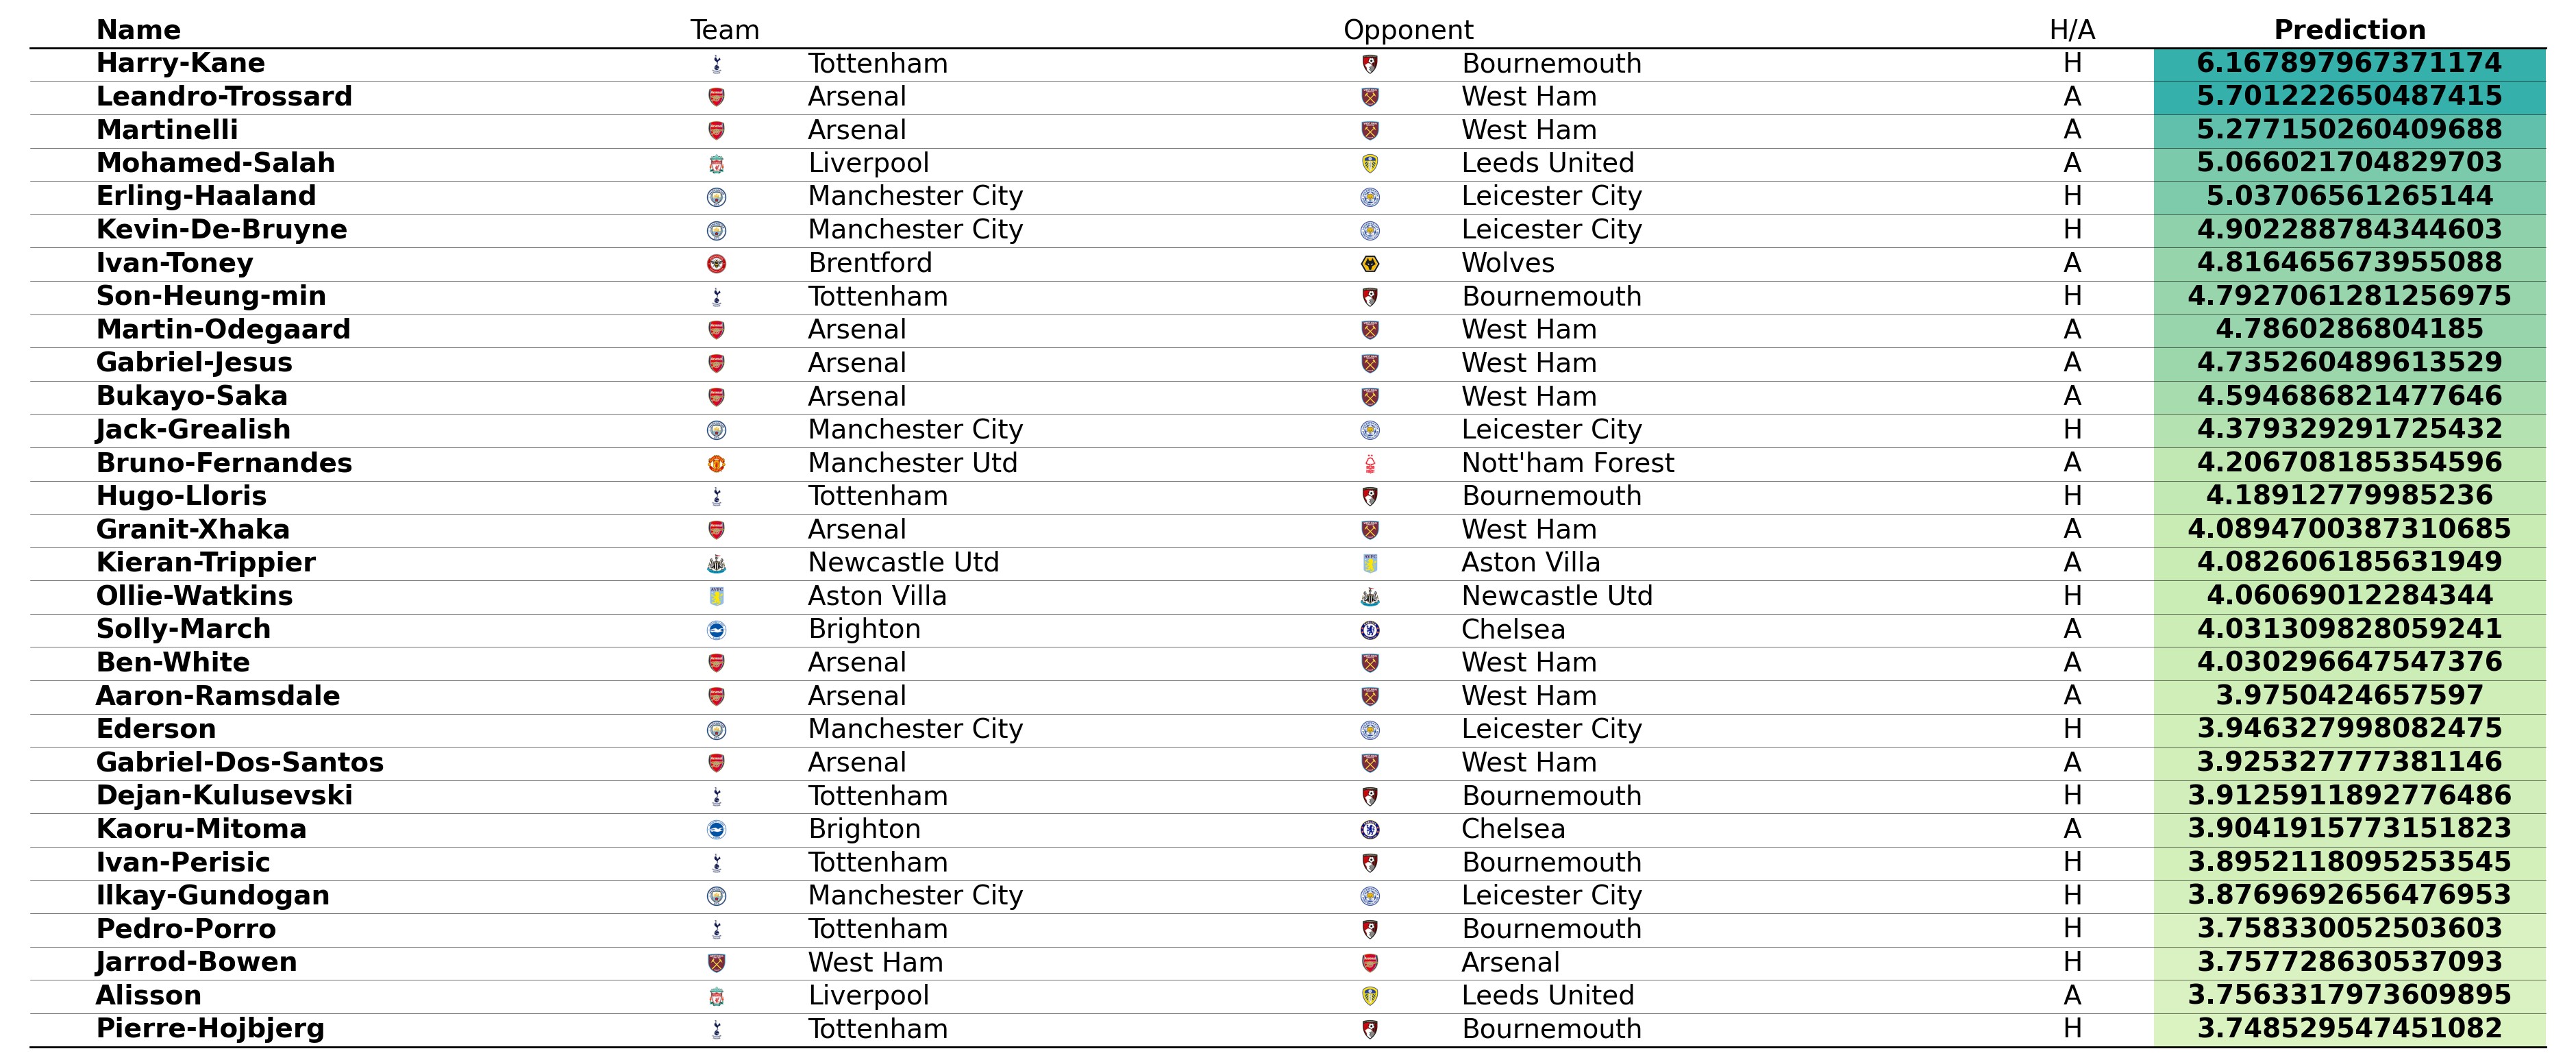 Name Team Opponent H/A Prediction
Harry-Kane Tottenham Bournemouth H 6.167897967371174
Leandro-Trossard Arsenal West Ham A 5.701222650487415
Martinelli Arsenal West Ham A 5.277150260409688
Mohamed-Salah Liverpool Leeds United A 5.066021704829703
Erling-Haaland Manchester City Leicester City H 5.03706561265144
Kevin-De-Bruyne Manchester City Leicester City H 4.902288784344603
Ivan-Toney Brentford Wolves A 4.816465673955088
Son-Heung-min Tottenham Bournemouth H 4.7927061281256975
Martin-Odegaard Arsenal West Ham A 4.7860286804185
Gabriel-Jesus Arsenal West Ham A 4.735260489613529
Bukayo-Saka Arsenal West Ham A 4.594686821477646
Jack-Grealish Manchester City Leicester City H 4.379329291725432
Bruno-Fernandes Manchester Utd Nott'ham Forest A 4.206708185354596
Hugo-Lloris Tottenham Bournemouth H 4.18912779985236
Granit-Xhaka Arsenal West Ham A 4.0894700387310685
Kieran-Trippier Newcastle Utd Aston Villa A 4.082606185631949
Ollie-Watkins Aston Villa Newcastle Utd H 4.06069012284344
Solly-March Brighton Chelsea A 4.031309828059241
Ben-White Arsenal West Ham A 4.030296647547376
Aaron-Ramsdale Arsenal West Ham A 3.9750424657597
Ederson Manchester City Leicester City H 3.946327998082475
Gabriel-Dos-Santos Arsenal West Ham A 3.925327777381146
Dejan-Kulusevski Tottenham Bournemouth H 3.9125911892776486
Kaoru-Mitoma Brighton Chelsea A 3.9041915773151823
Ivan-Perisic Tottenham Bournemouth H 3.8952118095253545
Ilkay-Gundogan Manchester City Leicester City H 3.8769692656476953
Pedro-Porro Tottenham Bournemouth H 3.758330052503603
Jarrod-Bowen West Ham Arsenal H 3.757728630537093
Alisson Liverpool Leeds United A 3.7563317973609895
Pierre-Hojbjerg Tottenham Bournemouth H 3.748529547451082